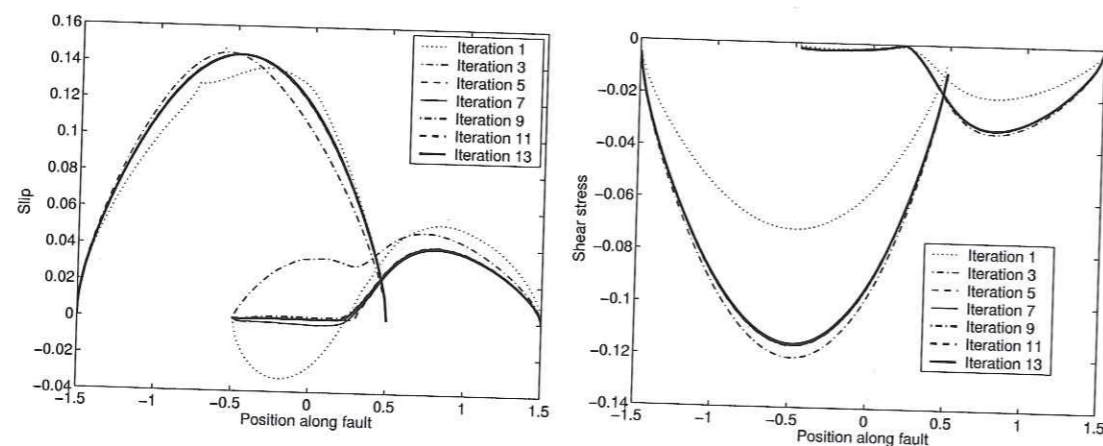 0.16
0.14
0.12
0.1
0.08
0.06
0.04
0.02
0
−0.02
−0.04
Slip
−1.5
−1
−0.5
0
0.5
1
1.5
Position along fault
Iteration 1
Iteration 3
Iteration 5
Iteration 7
Iteration 9
Iteration 11
Iteration 13
0
−0.02
−0.04
−0.06
−0.08
−0.1
−0.12
−0.14
Shear stress
−1.5
−1
−0.5
0
0.5
1
1.5
Position along fault
Iteration 1
Iteration 3
Iteration 5
Iteration 7
Iteration 9
Iteration 11
Iteration 13